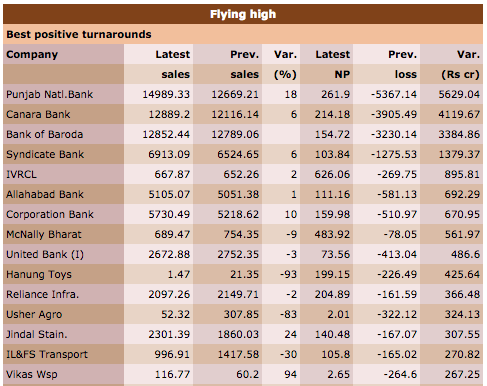 Flying high
Best positive turnarounds
Company Latest Prev. Var. Latest Prev. Var.
sales sales (%) NP loss (Rs cr)
Punjab Natl.Bank 14989.33 12669.21 18 261.9 -5367.14 5629.04
Canara Bank 12889.2 12116.14 6 214.18 -3905.49 4119.67
Bank of Baroda 12852.44 12789.06 154.72 -3230.14 3384.86
Syndicate Bank 6913.09 6524.65 6 103.84 -1275.53 1379.37
IVRCL 667.87 652.26 2 626.06 -269.75 895.81
Allahabad Bank 5105.07 5051.38 1 111.16 -581.13 692.29
Corporation Bank 5730.49 5218.62 10 159.98 -510.97 670.95
McNally Bharat 689.47 754.35 -9 483.92 -78.05 561.97
United Bank (I) 2672.88 2752.35 -3 73.56 -413.04 486.6
Hanung Toys 1.47 21.35 -93 199.15 -226.49 425.64
Reliance Infra. 2097.26 2149.71 -2 204.89 -161.59 366.48
Usher Agro 52.32 307.85 -83 2.01 -322.12 324.13
Jindal Stain. 2301.39 1860.03 24 140.48 -167.07 307.55
IL&FS Transport 996.91 1417.58 -30 105.8 -165.02 270.82
Vikas Wsp 116.77 60.2 94 2.65 -264.6 267.25